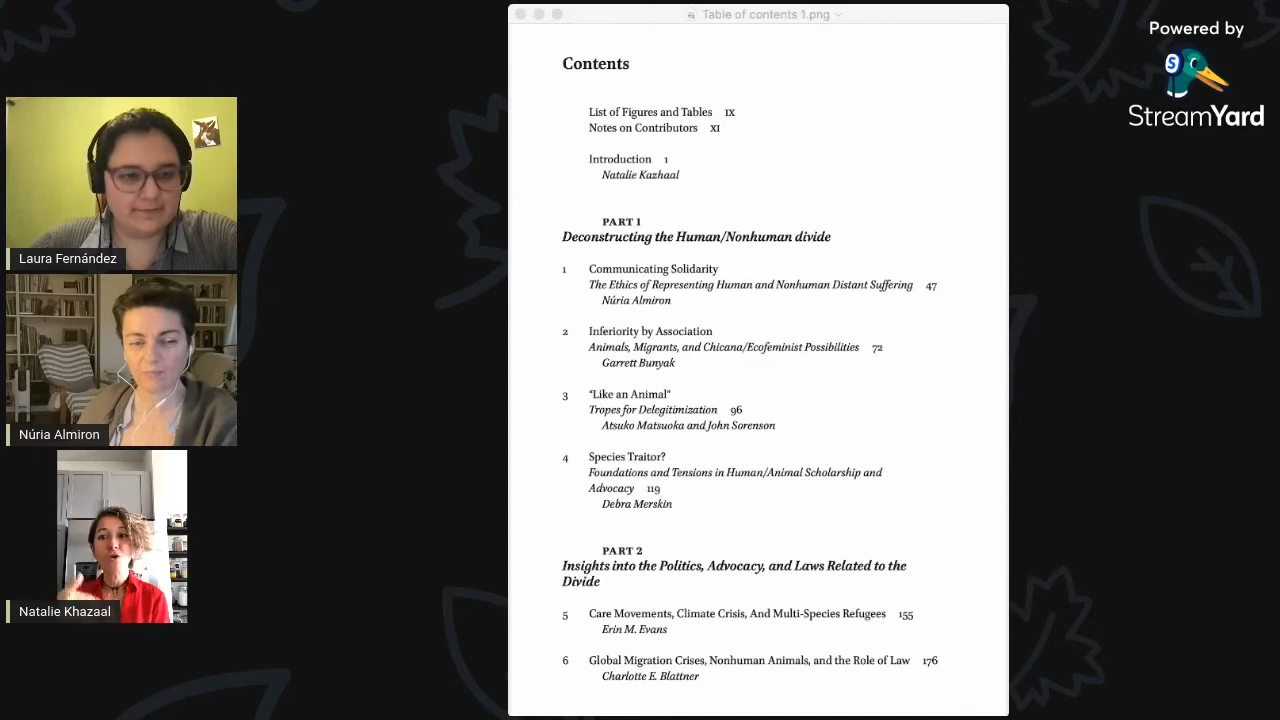 Table of contents 1.png
Powered by
StreamYard
Contents
List of Figures and Tables IX
Notes on Contributors XI
Introduction 1
Natalie Kazhaal
PART 1
Deconstructing the Human/Nonhuman divide
1 Communicating Solidarity
The Ethics of Representing Human and Nonhuman Distant Suffering 47
Núria Almiron
2 Inferiority by Association
Animals, Migrants, and Chicana/Ecofeminist Possibilities 72
Garrett Bunyak
3 “Like an Animal”
Tropes for Delegitimization 96
Atsuko Matsuoka and John Sorenson
4 Species Traitor?
Foundations and Tensions in Human/Animal Scholarship and
Advocacy 119
Debra Merskin
PART 2
Insights into the Politics, Advocacy, and Laws Related to the
Divide
5 Care Movements, Climate Crisis, And Multi-Species Refugees 155
Erin M. Evans
6 Global Migration Crises, Nonhuman Animals, and the Role of Law 176
Charlotte E. Blattner
Laura Fernández
Núria Almiron
Natalie Khazaal